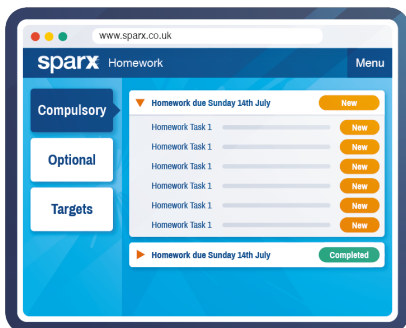 www.sparx.co.uk
sparx Homework Menu
Compulsory
Optional
Targets
Homework due Sunday 14th July New
Homework Task 1 New
Homework Task 1 New
Homework Task 1 New
Homework Task 1 New
Homework Task 1 New
Homework Task 1 New
Homework due Sunday 14th July Completed